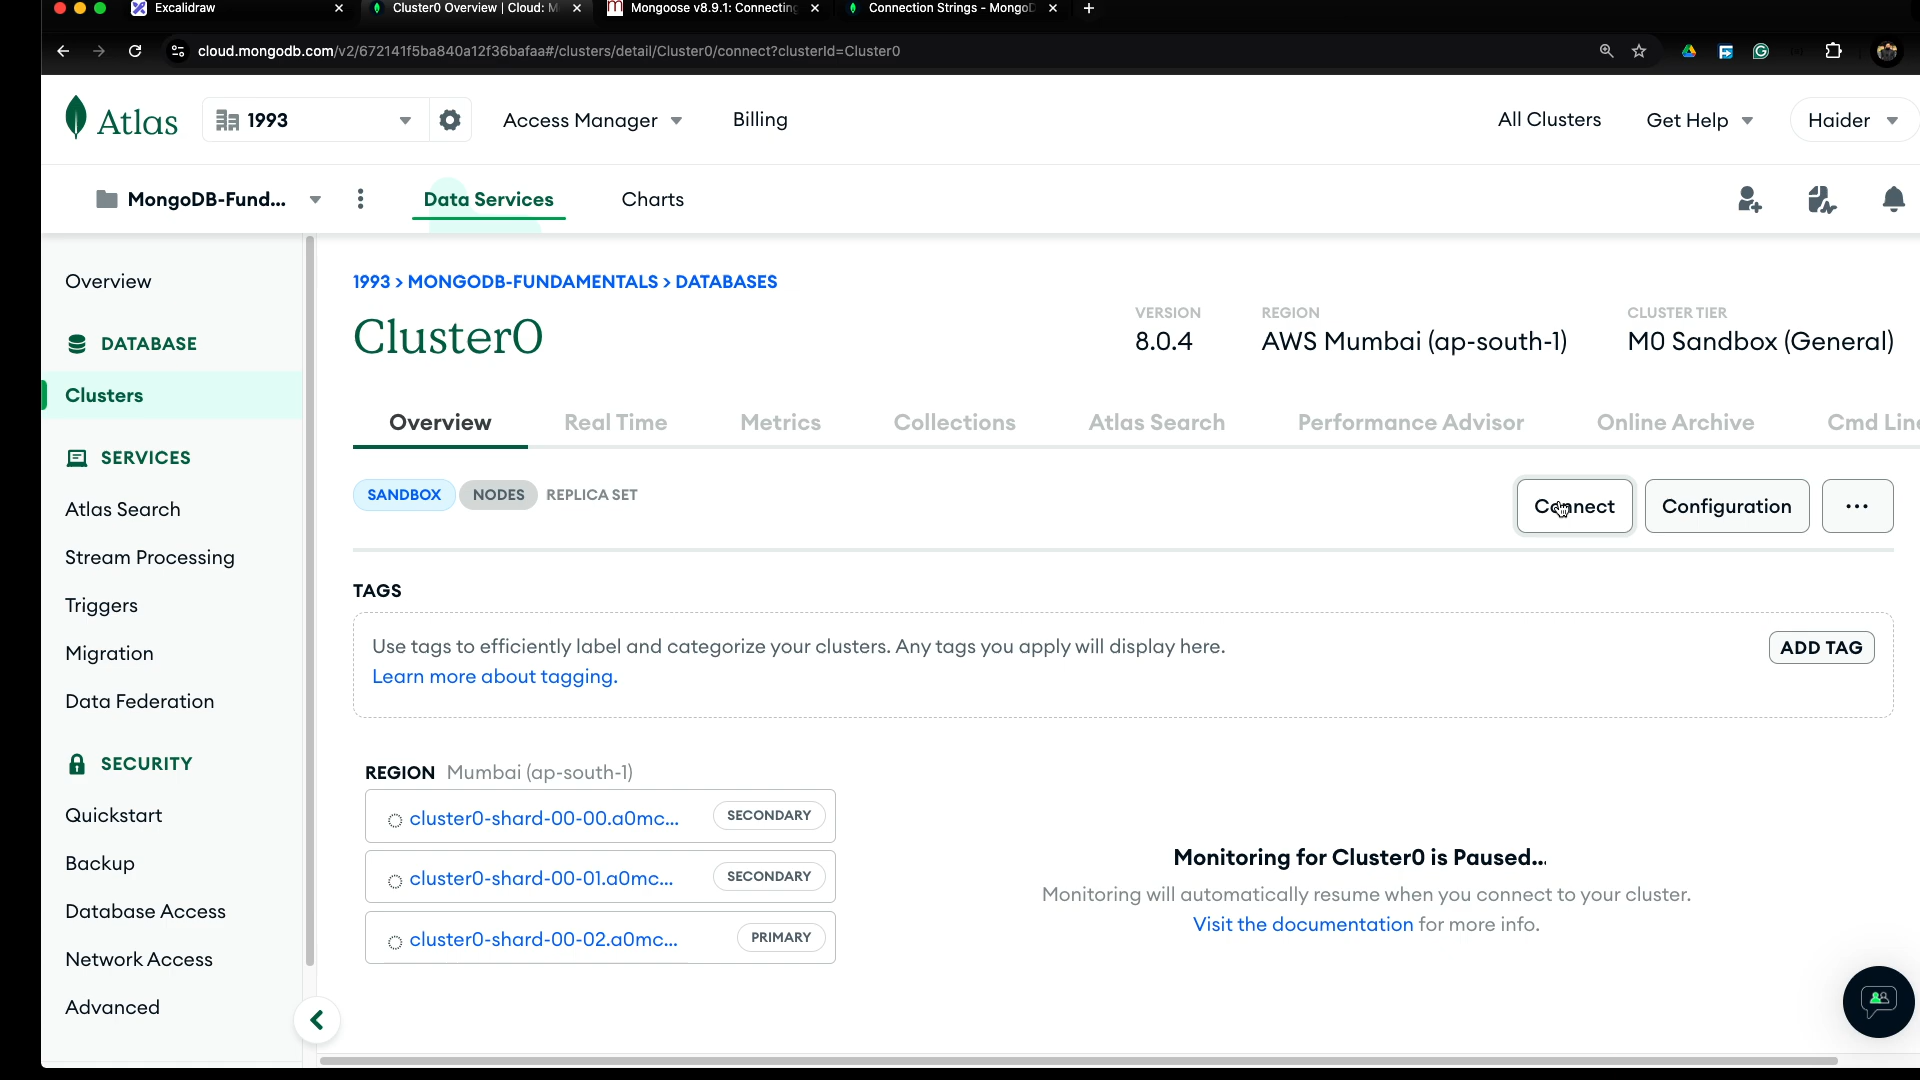 Excalidraw
Cluster0 Overview | Cloud: M
Mongoose v8.9.1: Connecting
Connection Strings - MongoD
cloud.mongodb.com/v2/672141f5ba840a12f36bafaa#/clusters/detail/Cluster0/connect?clusterId=Cluster0
Atlas
1993
Access Manager
Billing
All Clusters
Get Help
Haider
MongoDB-Fund...
Data Services
Charts
Overview
DATABASE
Clusters
SERVICES
Atlas Search
Stream Processing
Triggers
Migration
Data Federation
SECURITY
Quickstart
Backup
Database Access
Network Access
Advanced
1993 > MONGODB-FUNDAMENTALS > DATABASES
Cluster0
VERSION
8.0.4
REGION
AWS Mumbai (ap-south-1)
CLUSTER TIER
M0 Sandbox (General)
Overview
Real Time
Metrics
Collections
Atlas Search
Performance Advisor
Online Archive
Cmd Line
SANDBOX
NODES
REPLICA SET
Connect
Configuration
...
TAGS
Use tags to efficiently label and categorize your clusters. Any tags you apply will display here.
Learn more about tagging.
ADD TAG
REGION Mumbai (ap-south-1)
cluster0-shard-00-00.a0mc... SECONDARY
cluster0-shard-00-01.a0mc... SECONDARY
cluster0-shard-00-02.a0mc... PRIMARY
Monitoring for Cluster0 is Paused...
Monitoring will automatically resume when you connect to your cluster.
Visit the documentation for more info.